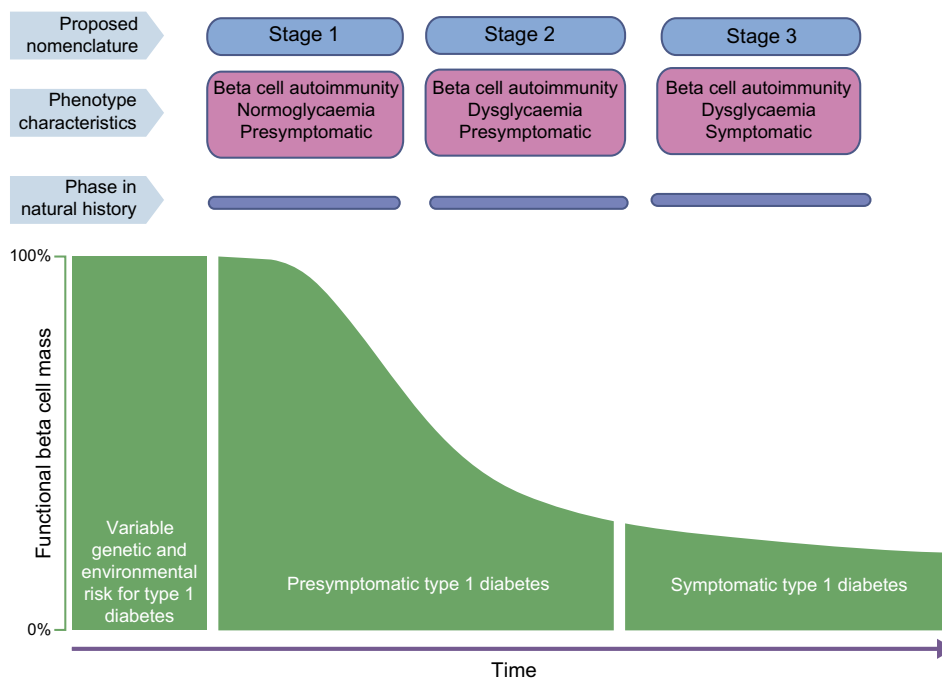 Proposed
nomenclature
Stage 1
Stage 2
Stage 3
Phenotype
characteristics
Beta cell autoimmunity
Normoglycaemia
Presymptomatic
Beta cell autoimmunity
Dysglycaemia
Presymptomatic
Beta cell autoimmunity
Dysglycaemia
Symptomatic
Phase in
natural history
100%
0%
Functional beta cell mass
Variable
genetic and
environmental
risk for type 1
diabetes
Presymptomatic type 1 diabetes
Symptomatic type 1 diabetes
Time